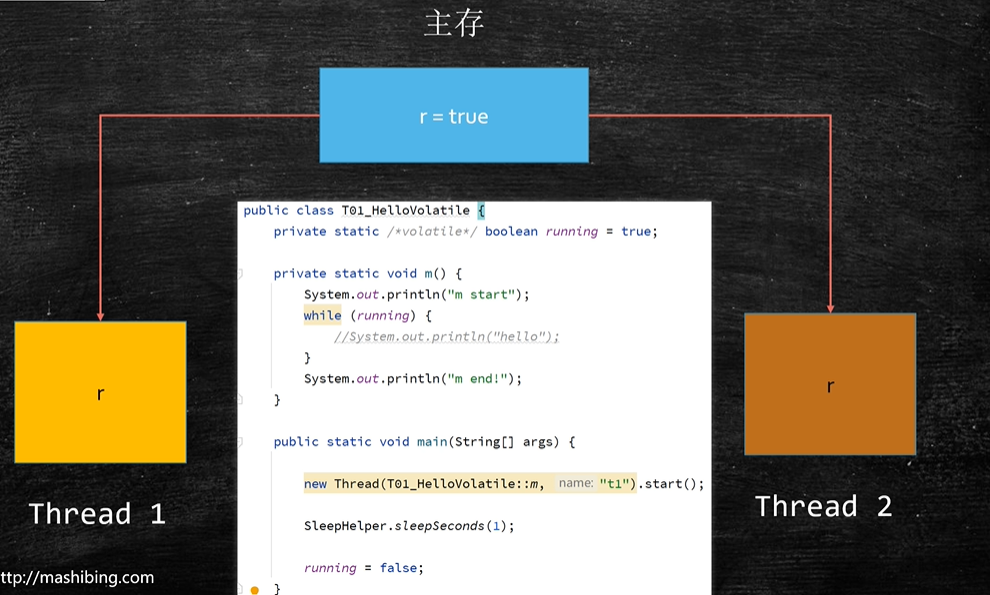 主存
r = true
public class T01_HelloVolatile {
private static /*volatile*/ boolean running = true;
private static void m() {
System.out.println("m start");
while (running) {
//System.out.println("hello");
}
System.out.println("m end!");
}
public static void main(String[] args) {
new Thread(T01_HelloVolatile::m, name: "t1").start();
SleepHelper.sleepSeconds(1);
running = false;
}
r
r
Thread 1
Thread 2
ttp://mashibing.com